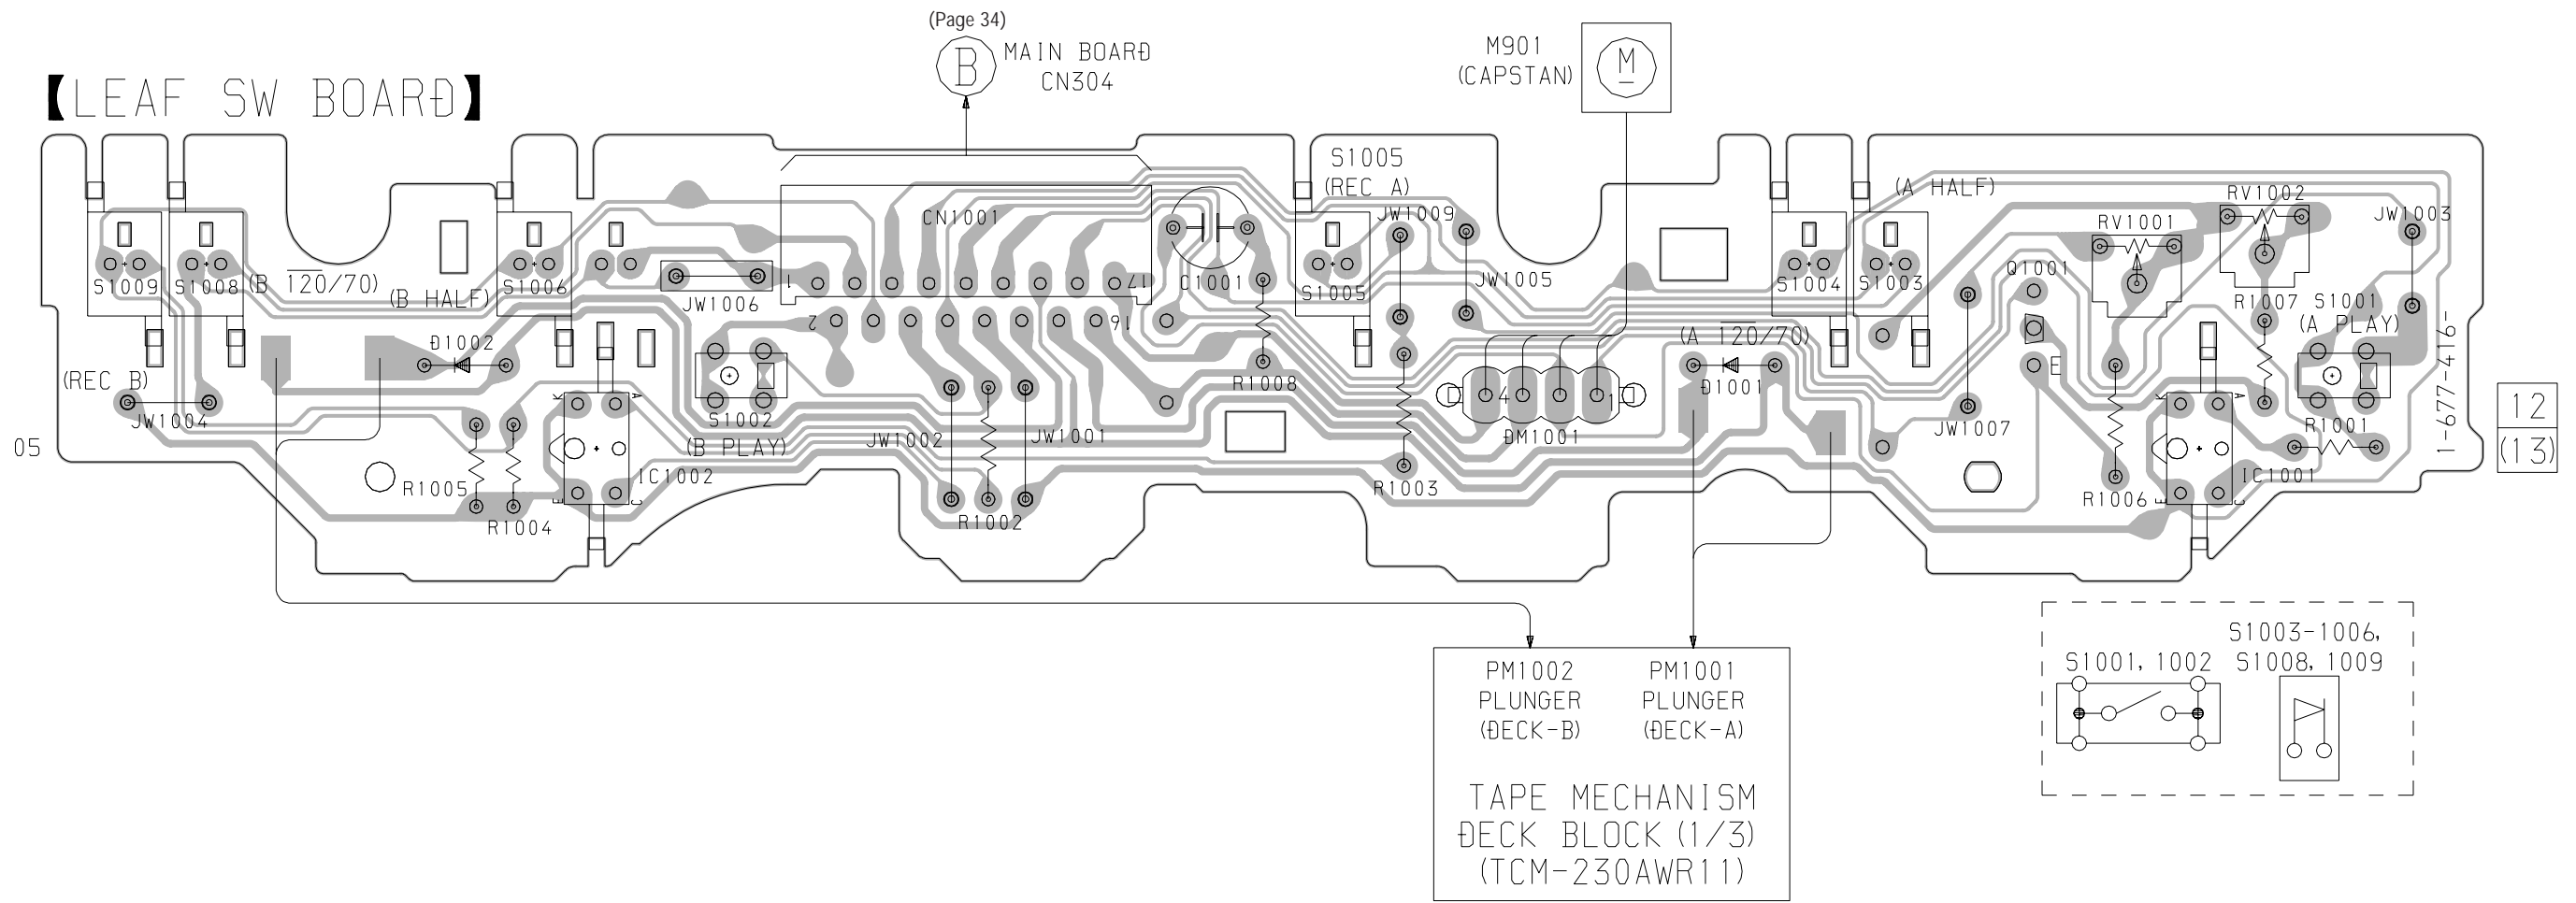 (Page 34)
B
MAIN BOARD
CN304
M901
(CAPSTAN)
M
【LEAF SW BOARD】
S1005
(REC A)
(A HALF)
RV1002
CN1001
JW1009
RV1001
JW1003
S1009
S1008
(B 120/70)
(B HALF)
S1006
JW1006
1
17
C1001
S1005
JW1005
S1004
S1003
Q1001
R1007
S1001
(A PLAY)
2
16
D1002
(A 120/70)
(REC B)
JW1004
R1008
D1001
E
1-677-416-
S1002
K
A
4
1
K
A
12
(13)
05
(B PLAY)
JW1002
JW1001
DM1001
JW1007
R1001
R1005
IC1002
R1003
IC1001
E
C
R1004
R1002
R1006
E
C
PM1002
PLUNGER
(DECK-B)
PM1001
PLUNGER
(DECK-A)
TAPE MECHANISM
DECK BLOCK (1/3)
(TCM-230AWR11)
S1001, 1002
S1003-1006,
S1008, 1009